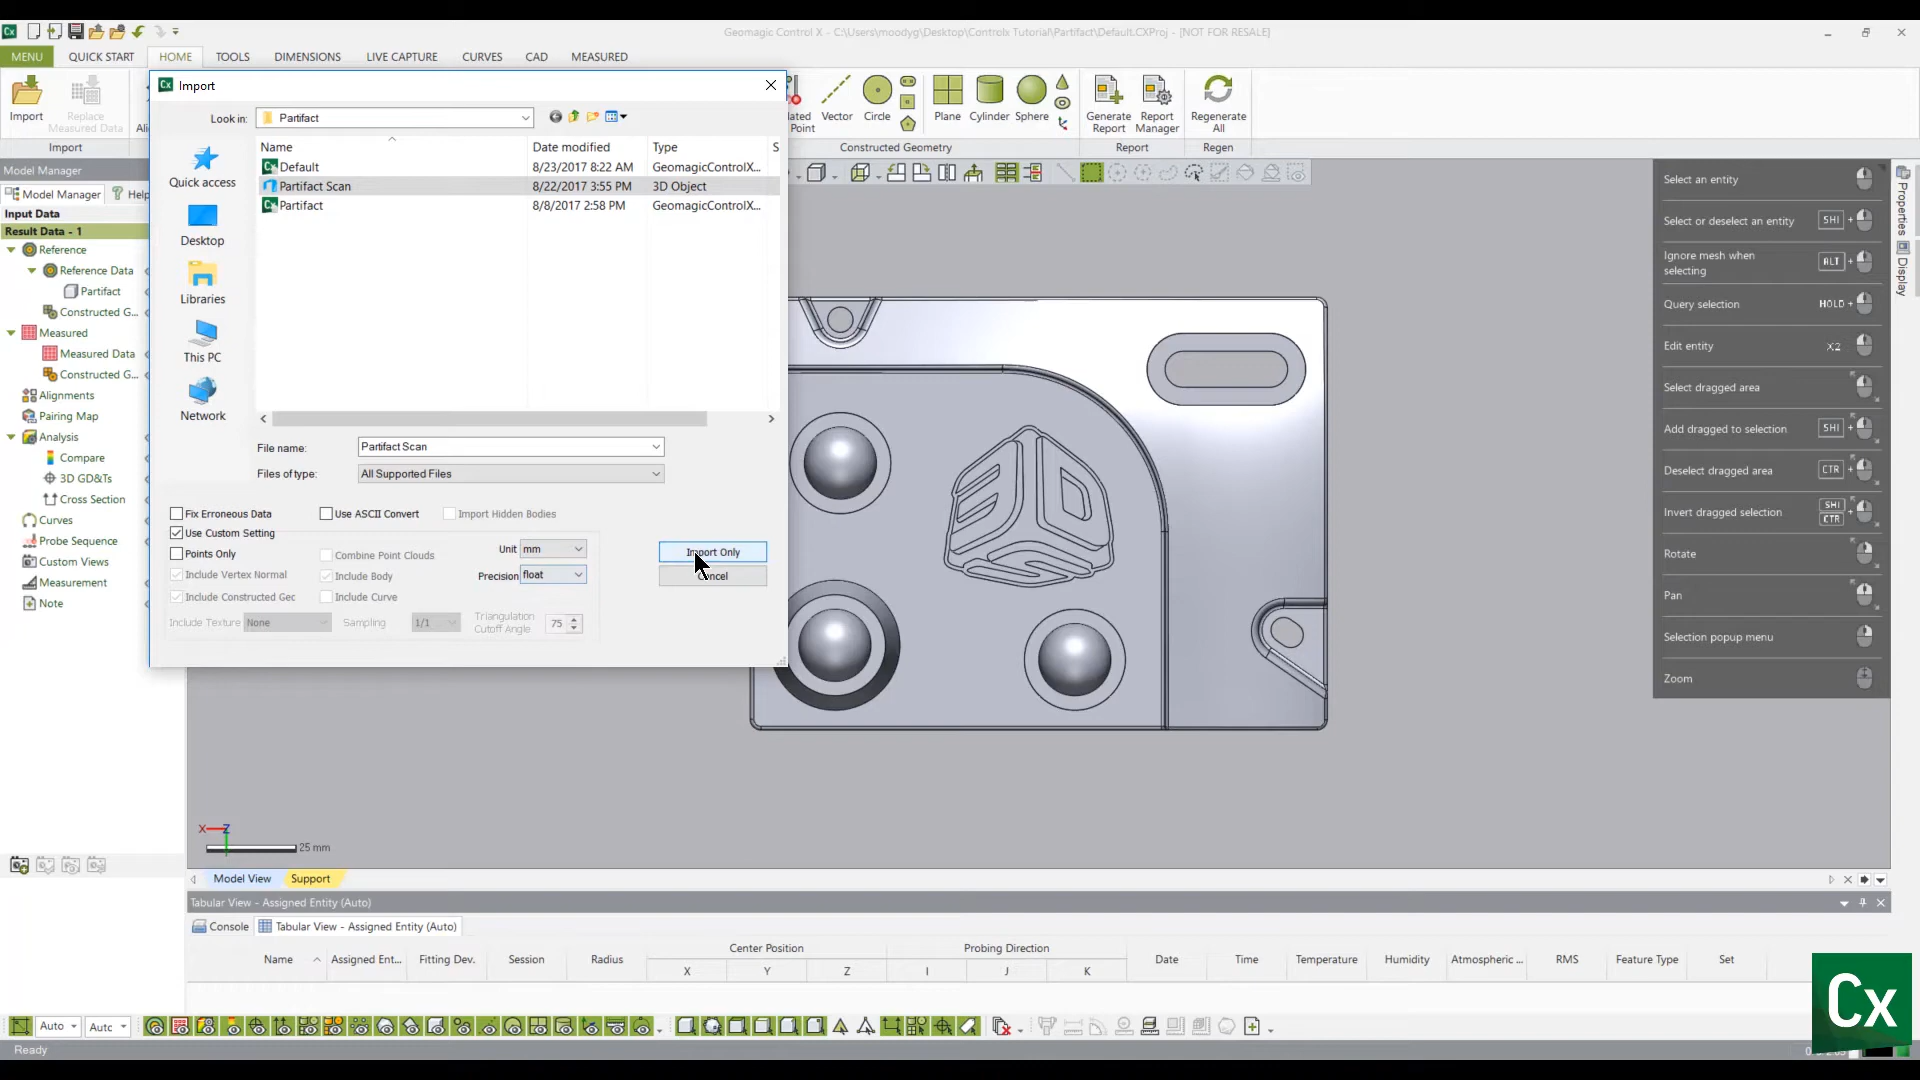 Geomagic Control X - C:\Users\moodyg\Desktop\Controlx Tutorial\Partifact\Default.CXProj - [NOT FOR RESALE]
MENU QUICK START HOME TOOLS DIMENSIONS LIVE CAPTURE CURVES CAD MEASURED
Import
Replace
Measured Data
Ali
Import
lated
Point
Vector
Circle
Plane
Cylinder
Sphere
Generate
Report
Report
Manager
Regenerate
All
Constructed Geometry
Report
Regen
Model Manager
Model Manager
Help
Input Data
Result Data - 1
Reference
Reference Data
Partifact
Constructed G...
Measured
Measured Data
Constructed G...
Alignments
Pairing Map
Analysis
Compare
3D GD&Ts
Cross Section
Curves
Probe Sequence
Custom Views
Measurement
Note
Cx Import
Look in: Partifact
Quick access
Desktop
Libraries
This PC
Network
Name Date modified Type S
Default 8/23/2017 8:22 AM GeomagicControlX...
Partifact Scan 8/22/2017 3:55 PM 3D Object
Partifact 8/8/2017 2:58 PM GeomagicControlX...
File name: Partifact Scan
Files of type: All Supported Files
Fix Erroneous Data Use ASCII Convert Import Hidden Bodies
Use Custom Setting
Points Only Combine Point Clouds Unit mm
Include Vertex Normal Include Body Precision float
Include Constructed Geo Include Curve
Include Texture None Sampling 1/1 Triangulation
Cutoff Angle 75
Import Only
Cancel
Select an entity
Select or deselect an entity SHI +
Ignore mesh when
selecting ALT +
Query selection HOLD +
Edit entity X2
Select dragged area
Add dragged to selection SHI +
Deselect dragged area CTR +
Invert dragged selection SHI CTR +
Rotate
Pan
Selection popup menu
Zoom
Properties
Display
X Z
25 mm
Model View Support
Tabular View - Assigned Entity (Auto)
Console Tabular View - Assigned Entity (Auto)
Name Assigned Ent... Fitting Dev. Session Radius Center Position Probing Direction Date Time Temperature Humidity Atmospheric ... RMS Feature Type Set
X Y Z I J K
Auto Autc
Ready
Cx